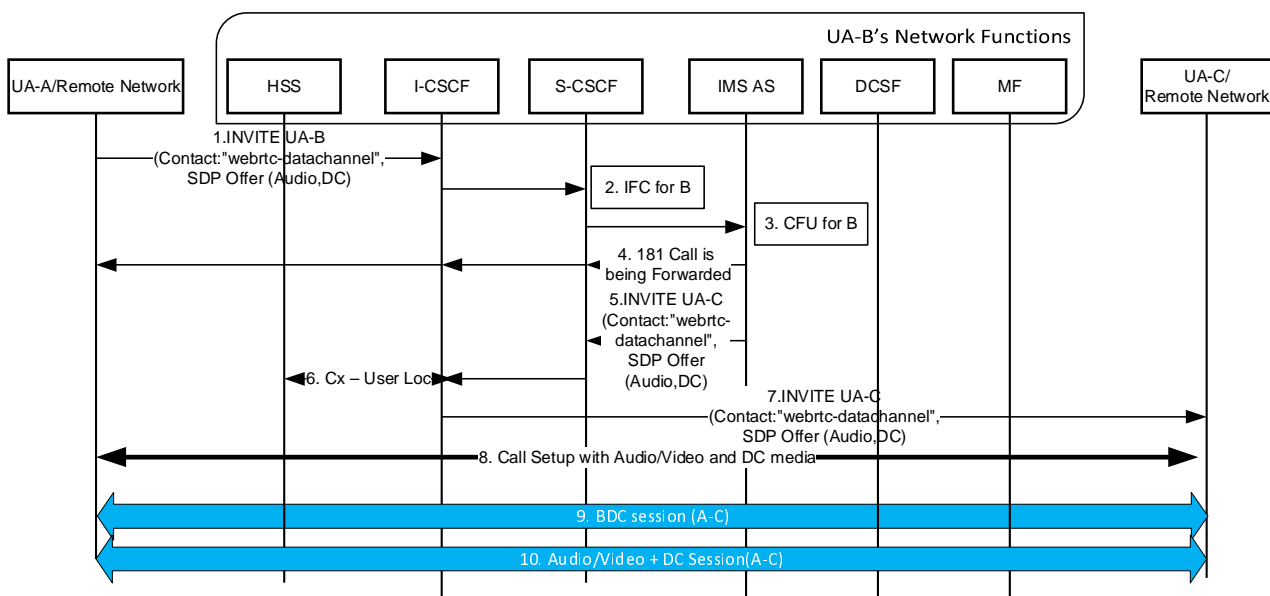 UA-B's Network Functions
UA-A/Remote Network
HSS
I-CSCF
S-CSCF
IMS AS
DCSF
MF
UA-C/
Remote Network
1.INVITE UA-B
(Contact:"webrtc-datachannel",
SDP Offer (Audio,DC)
2. IFC for B
3. CFU for B
4. 181 Call is
being Forwarded
5.INVITE UA-C
(Contact:"webrtc-
datachannel",
SDP Offer
(Audio,DC)
6. Cx – User Loc
7.INVITE UA-C
(Contact:"webrtc-datachannel",
SDP Offer (Audio,DC)
8. Call Setup with Audio/Video and DC media
9. BDC session (A-C)
10. Audio/Video + DC Session(A-C)